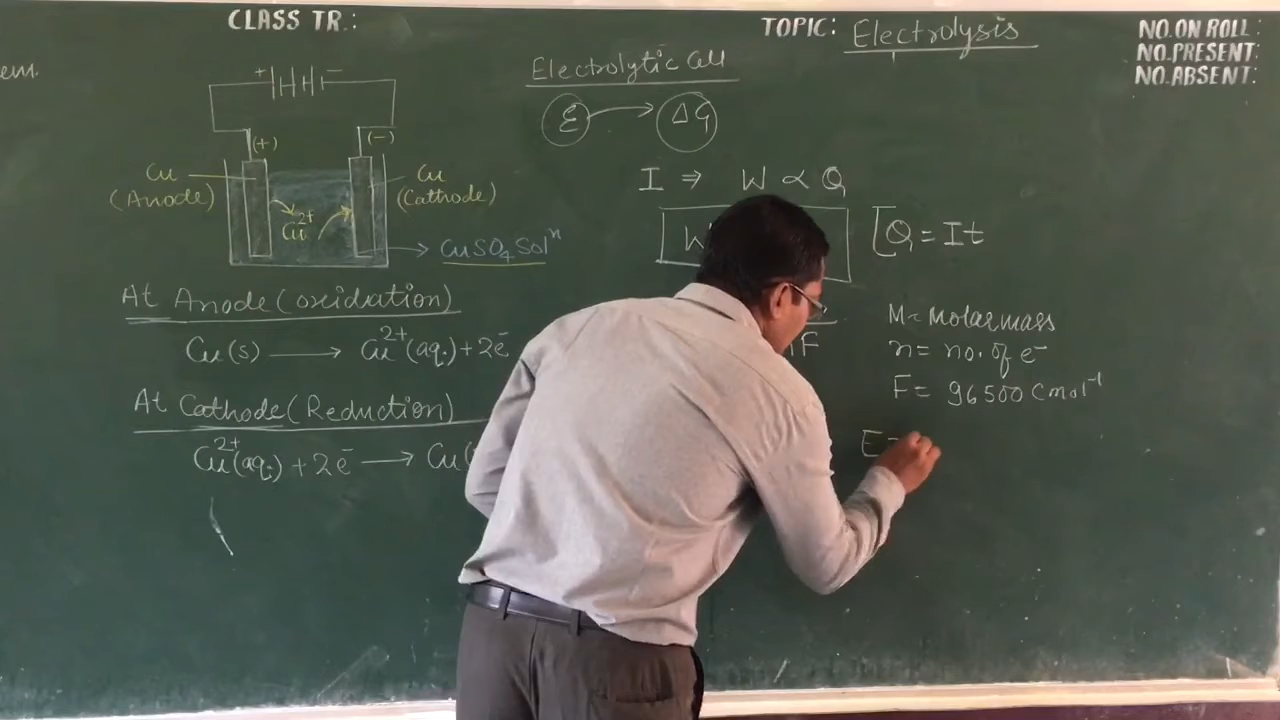 CLASS TR.:
TOPIC: Electrolysis
NO.ON ROLL:
NO.PRESENT:
NO.ABSENT:
Electrolytic Cell
E → ΔG
+ −
(+) (−)
Cu
(Anode)
Cu
(Cathode)
Cu²⁺
CuSO₄ Solⁿ
At Anode (oxidration)
Cu(s) → Cu²⁺(aq.) + 2e⁻
At Cathode (Reduction)
Cu²⁺(aq.) + 2e⁻ → Cu(
I ⇒ W ∝ Q
W
[Q = It
F
M = Molarmass
n = no. of e⁻
F = 96500 C mol⁻¹
E =